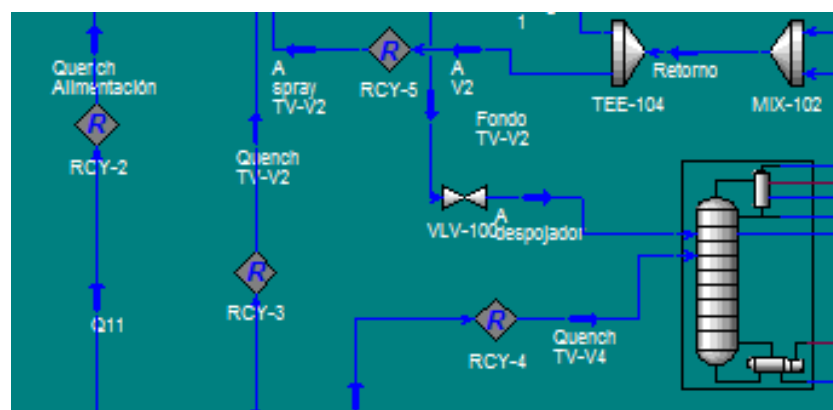 1
Quench
Alimentación
RCY-2
Q11
A
spray
TV-V2
Quench
TV-V2
RCY-3
RCY-5
A
V2
Fondo
TV-V2
VLV-100
A
despojador
RCY-4
Quench
TV-V4
TEE-104
Retorno
MIX-102